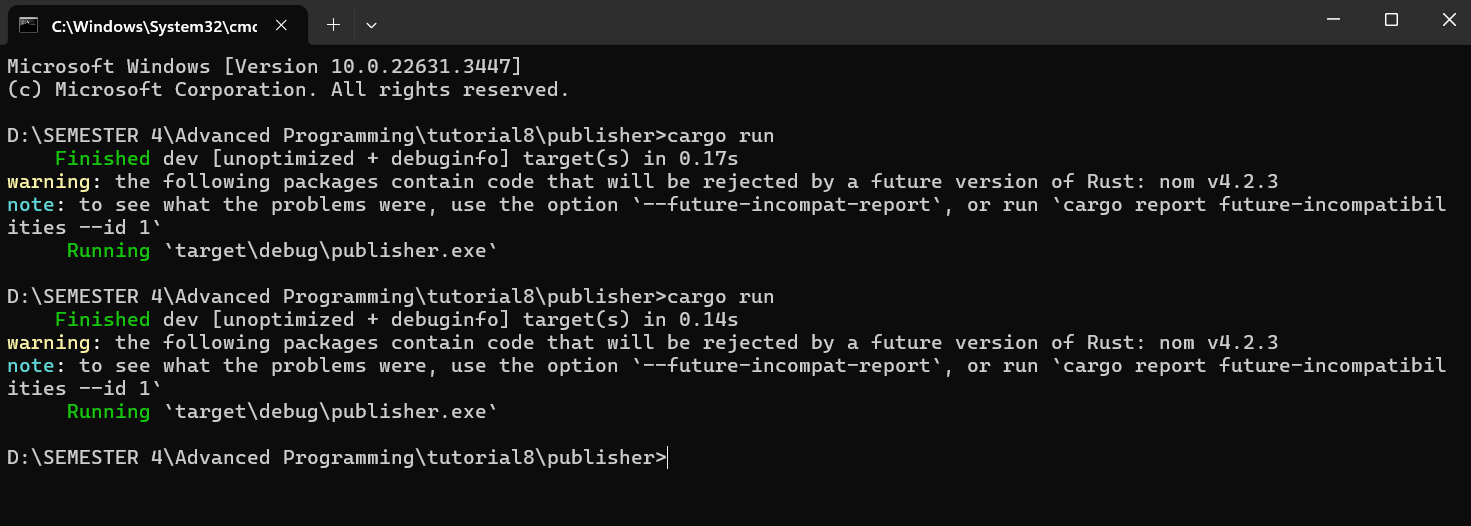 C:\Windows\System32\cmd
Microsoft Windows [Version 10.0.22631.3447]
(c) Microsoft Corporation. All rights reserved.
D:\SEMESTER 4\Advanced Programming\tutorial8\publisher>cargo run
    Finished dev [unoptimized + debuginfo] target(s) in 0.17s
warning: the following packages contain code that will be rejected by a future version of Rust: nom v4.2.3
note: to see what the problems were, use the option `--future-incompat-report`, or run `cargo report future-incompatibil
ities --id 1`
     Running `target\debug\publisher.exe`
D:\SEMESTER 4\Advanced Programming\tutorial8\publisher>cargo run
    Finished dev [unoptimized + debuginfo] target(s) in 0.14s
warning: the following packages contain code that will be rejected by a future version of Rust: nom v4.2.3
note: to see what the problems were, use the option `--future-incompat-report`, or run `cargo report future-incompatibil
ities --id 1`
     Running `target\debug\publisher.exe`
D:\SEMESTER 4\Advanced Programming\tutorial8\publisher>